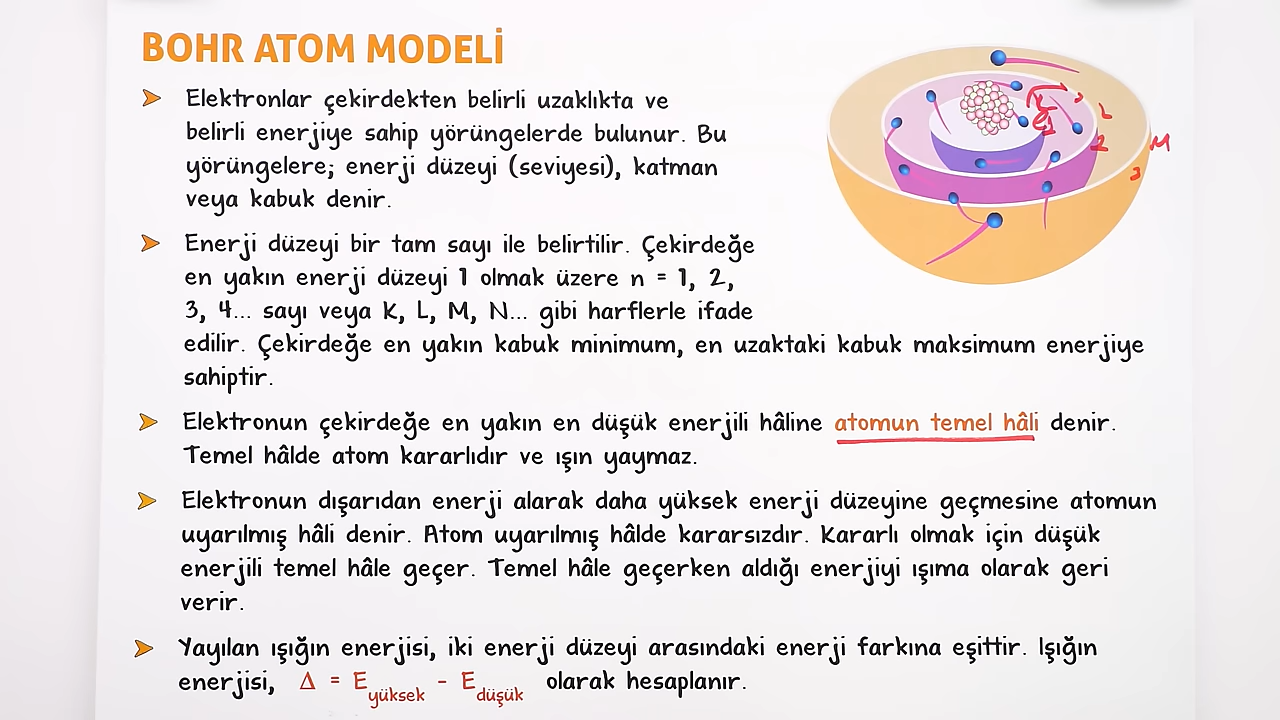 BOHR ATOM MODELİ
Elektronlar çekirdekten belirli uzaklıkta ve
belirli enerjiye sahip yörüngelerde bulunur. Bu
yörüngelere; enerji düzeyi (seviyesi), katman
veya kabuk denir.
Enerji düzeyi bir tam sayı ile belirtilir. Çekirdeğe
en yakın enerji düzeyi 1 olmak üzere n = 1, 2,
3, 4... sayı veya K, L, M, N... gibi harflerle ifade
edilir. Çekirdeğe en yakın kabuk minimum, en uzaktaki kabuk maksimum enerjiye
sahiptir.
Elektronun çekirdeğe en yakın en düşük enerjili hâline atomun temel hâli denir.
Temel hâlde atom kararlıdır ve ışın yaymaz.
Elektronun dışarıdan enerji alarak daha yüksek enerji düzeyine geçmesine atomun
uyarılmış hâli denir. Atom uyarılmış hâlde kararsızdır. Kararlı olmak için düşük
enerjili temel hâle geçer. Temel hâle geçerken aldığı enerjiyi ışıma olarak geri
verir.
Yayılan ışığın enerjisi, iki enerji düzeyi arasındaki enerji farkına eşittir. Işığın
enerjisi, Δ = E yüksek - E düşük olarak hesaplanır.
2
M
3